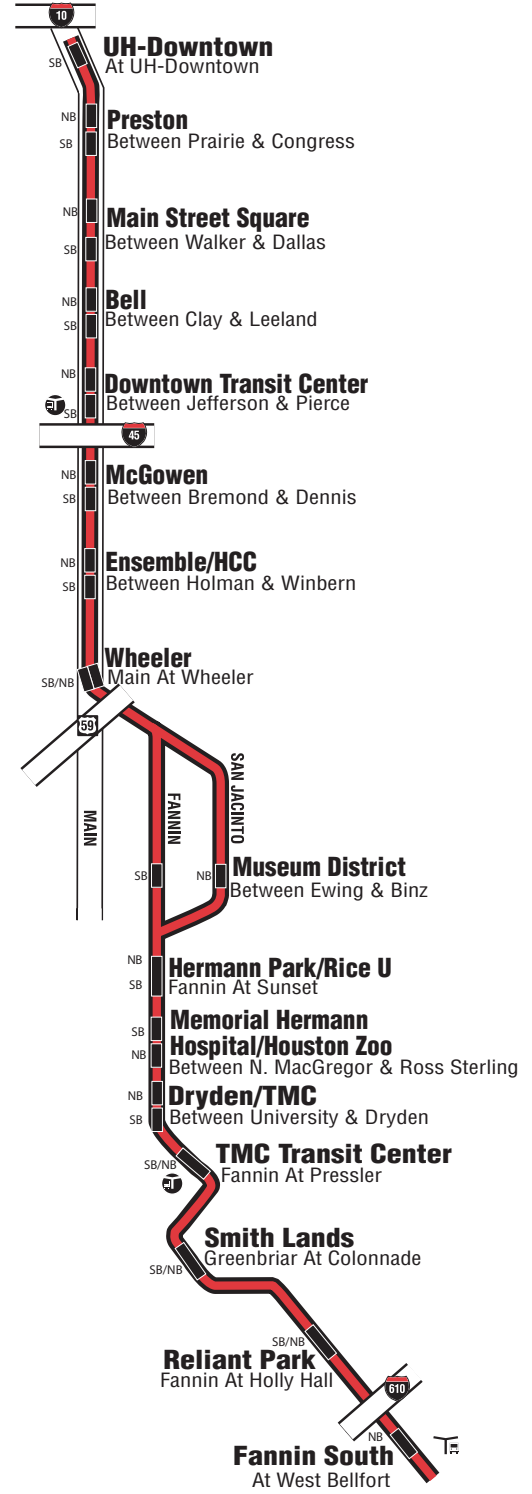 10
UH-Downtown
SB
At UH-Downtown
NB
Preston
SB
Between Prairie & Congress
NB
Main Street Square
SB
Between Walker & Dallas
NB
Bell
SB
Between Clay & Leeland
NB
Downtown Transit Center
SB
Between Jefferson & Pierce
45
NB
McGowen
SB
Between Bremond & Dennis
NB
Ensemble/HCC
SB
Between Holman & Winbern
Wheeler
SB/NB
Main At Wheeler
59
MAIN
FANNIN
SAN JACINTO
SB
NB
Museum District
Between Ewing & Binz
NB
Hermann Park/Rice U
SB
Fannin At Sunset
SB
Memorial Hermann
NB
Hospital/Houston Zoo
Between N. MacGregor & Ross Sterling
NB
Dryden/TMC
SB
Between University & Dryden
SB/NB
TMC Transit Center
Fannin At Pressler
Smith Lands
SB/NB
Greenbriar At Colonnade
SB/NB
Reliant Park
Fannin At Holly Hall
610
NB
Fannin South
At West Bellfort